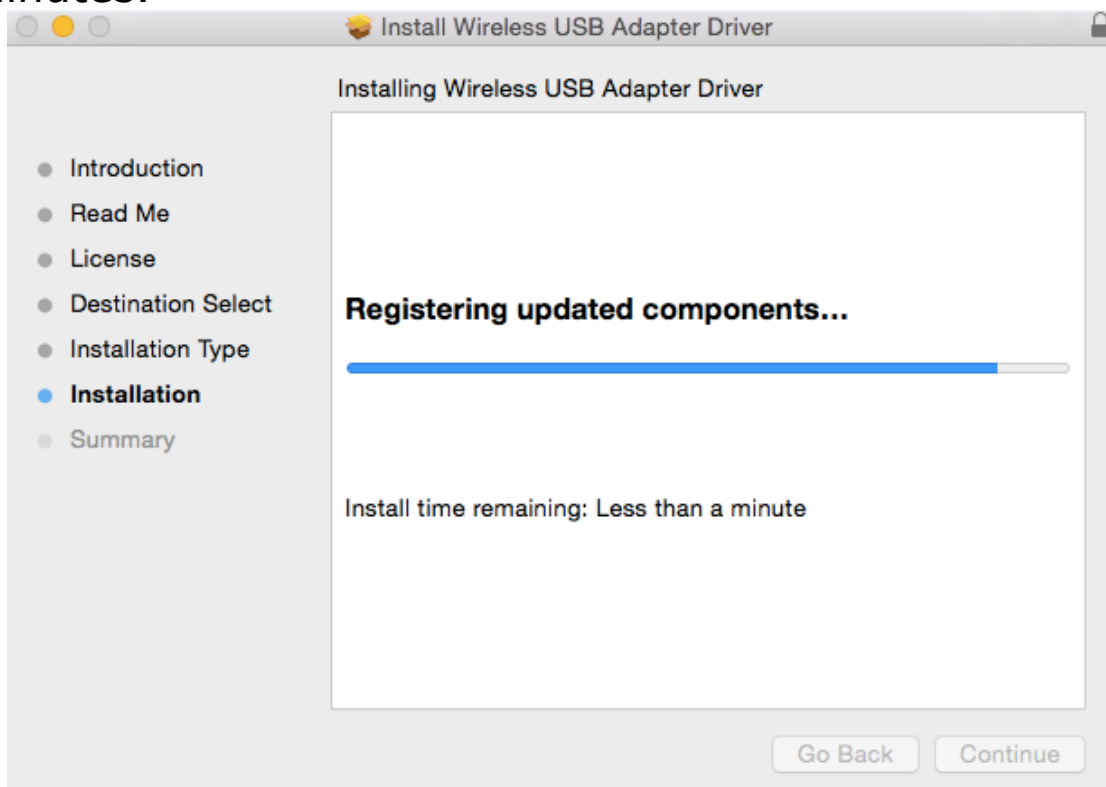 Install Wireless USB Adapter Driver
Installing Wireless USB Adapter Driver
Introduction
Read Me
License
Destination Select
Installation Type
Installation
Summary
Registering updated components...
Install time remaining: Less than a minute
Go Back
Continue